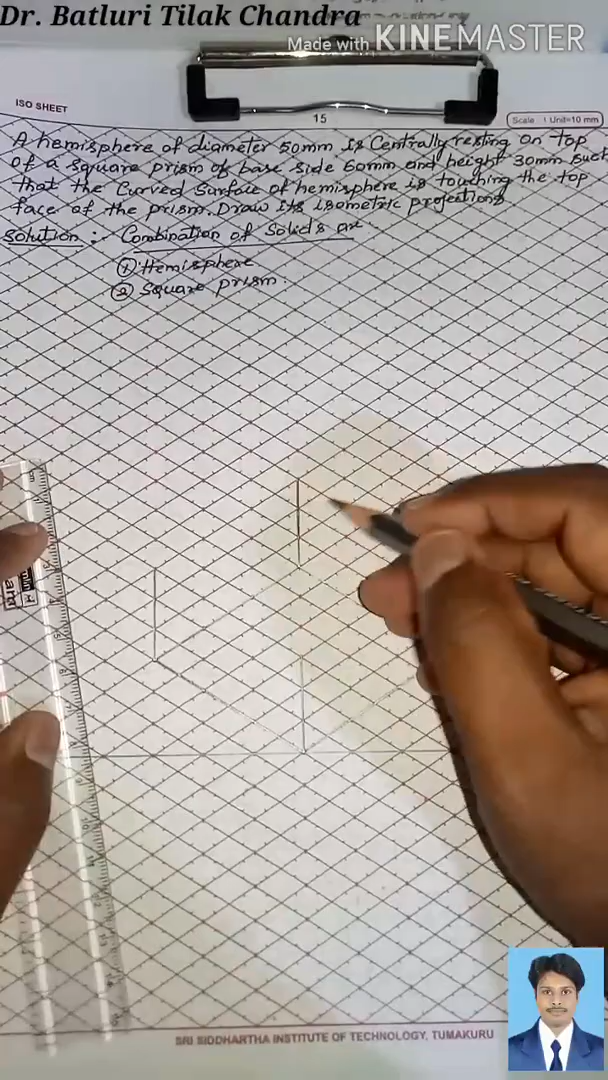 Dr. Batluri Tilak Chandra
Made with KINEMASTER
ISO SHEET
15
Scale : 1 Unit=10 mm
A hemisphere of diameter 50mm is Centrally resting on top
of a square prism of base side 60mm and height 30mm such
that the Curved Surface of hemisphere is touching the top
face of the prism. Draw its isometric projections
Solution :- Combination of Solids are:
① Hemisphere
② Square prism.
SRI SIDDHARTHA INSTITUTE OF TECHNOLOGY, TUMAKURU